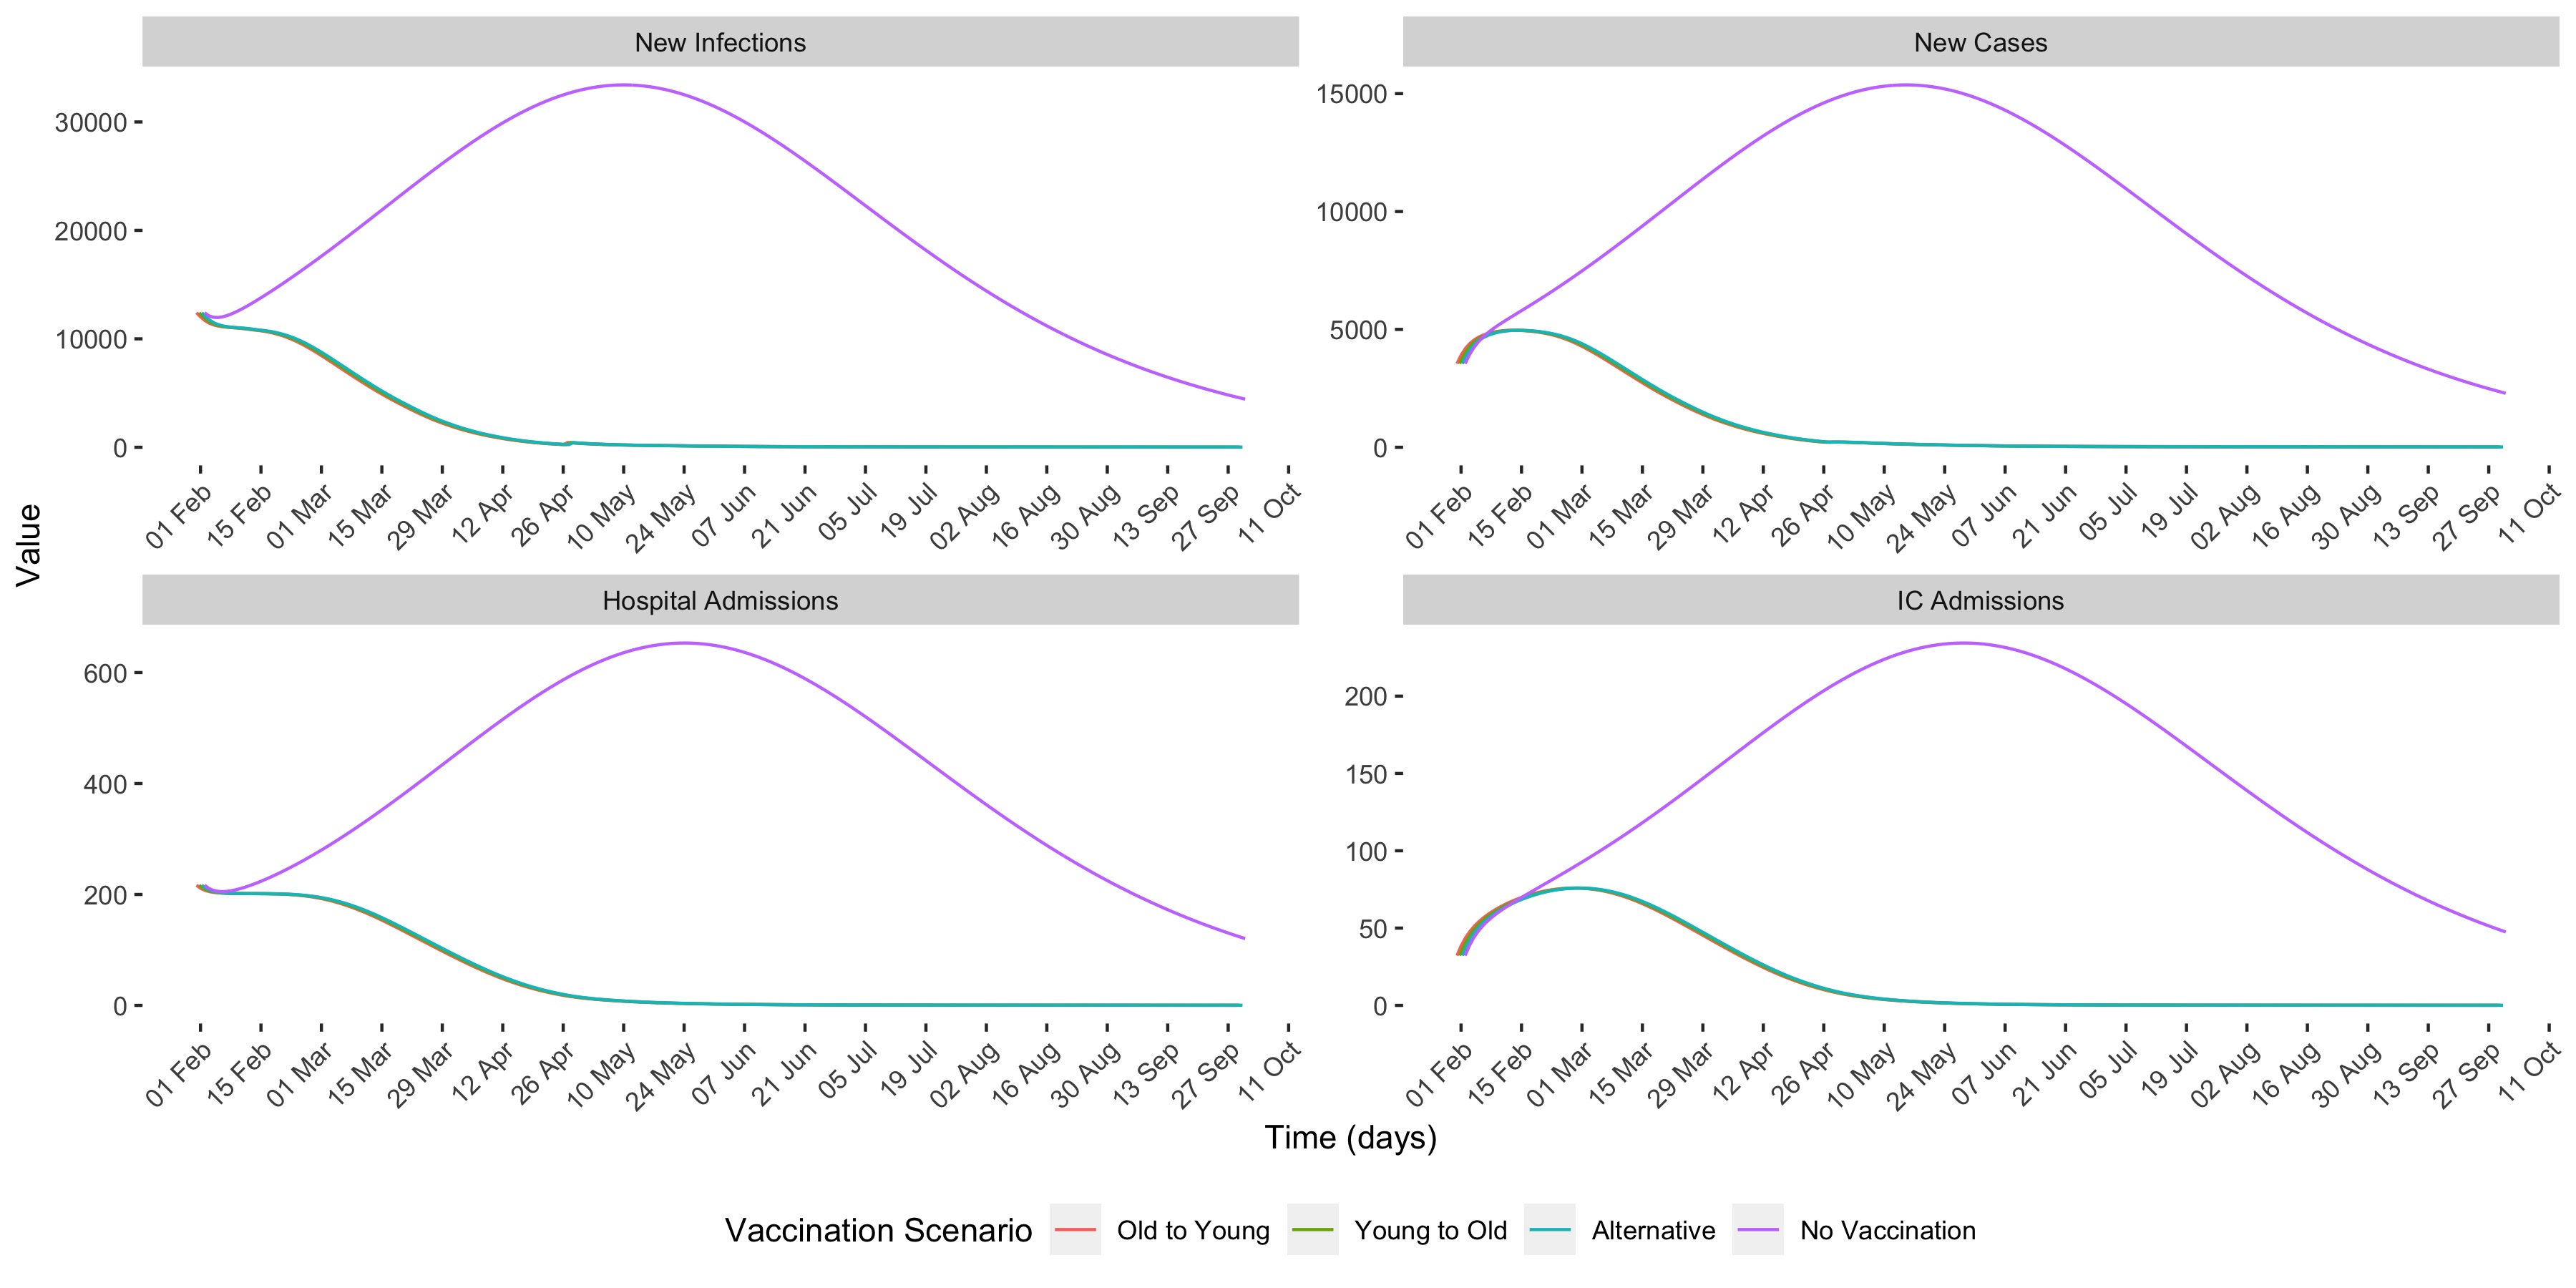 New Infections
New Cases
30000
20000
10000
0
15000
10000
5000
0
01 Feb 15 Feb 01 Mar 15 Mar 29 Mar 12 Apr 26 Apr 10 May 24 May 07 Jun 21 Jun 05 Jul 19 Jul 02 Aug 16 Aug 30 Aug 13 Sep 27 Sep 11 Oct
01 Feb 15 Feb 01 Mar 15 Mar 29 Mar 12 Apr 26 Apr 10 May 24 May 07 Jun 21 Jun 05 Jul 19 Jul 02 Aug 16 Aug 30 Aug 13 Sep 27 Sep 11 Oct
Value
Hospital Admissions
IC Admissions
600
400
200
0
200
150
100
50
0
01 Feb 15 Feb 01 Mar 15 Mar 29 Mar 12 Apr 26 Apr 10 May 24 May 07 Jun 21 Jun 05 Jul 19 Jul 02 Aug 16 Aug 30 Aug 13 Sep 27 Sep 11 Oct
01 Feb 15 Feb 01 Mar 15 Mar 29 Mar 12 Apr 26 Apr 10 May 24 May 07 Jun 21 Jun 05 Jul 19 Jul 02 Aug 16 Aug 30 Aug 13 Sep 27 Sep 11 Oct
Time (days)
Vaccination Scenario Old to Young Young to Old Alternative No Vaccination